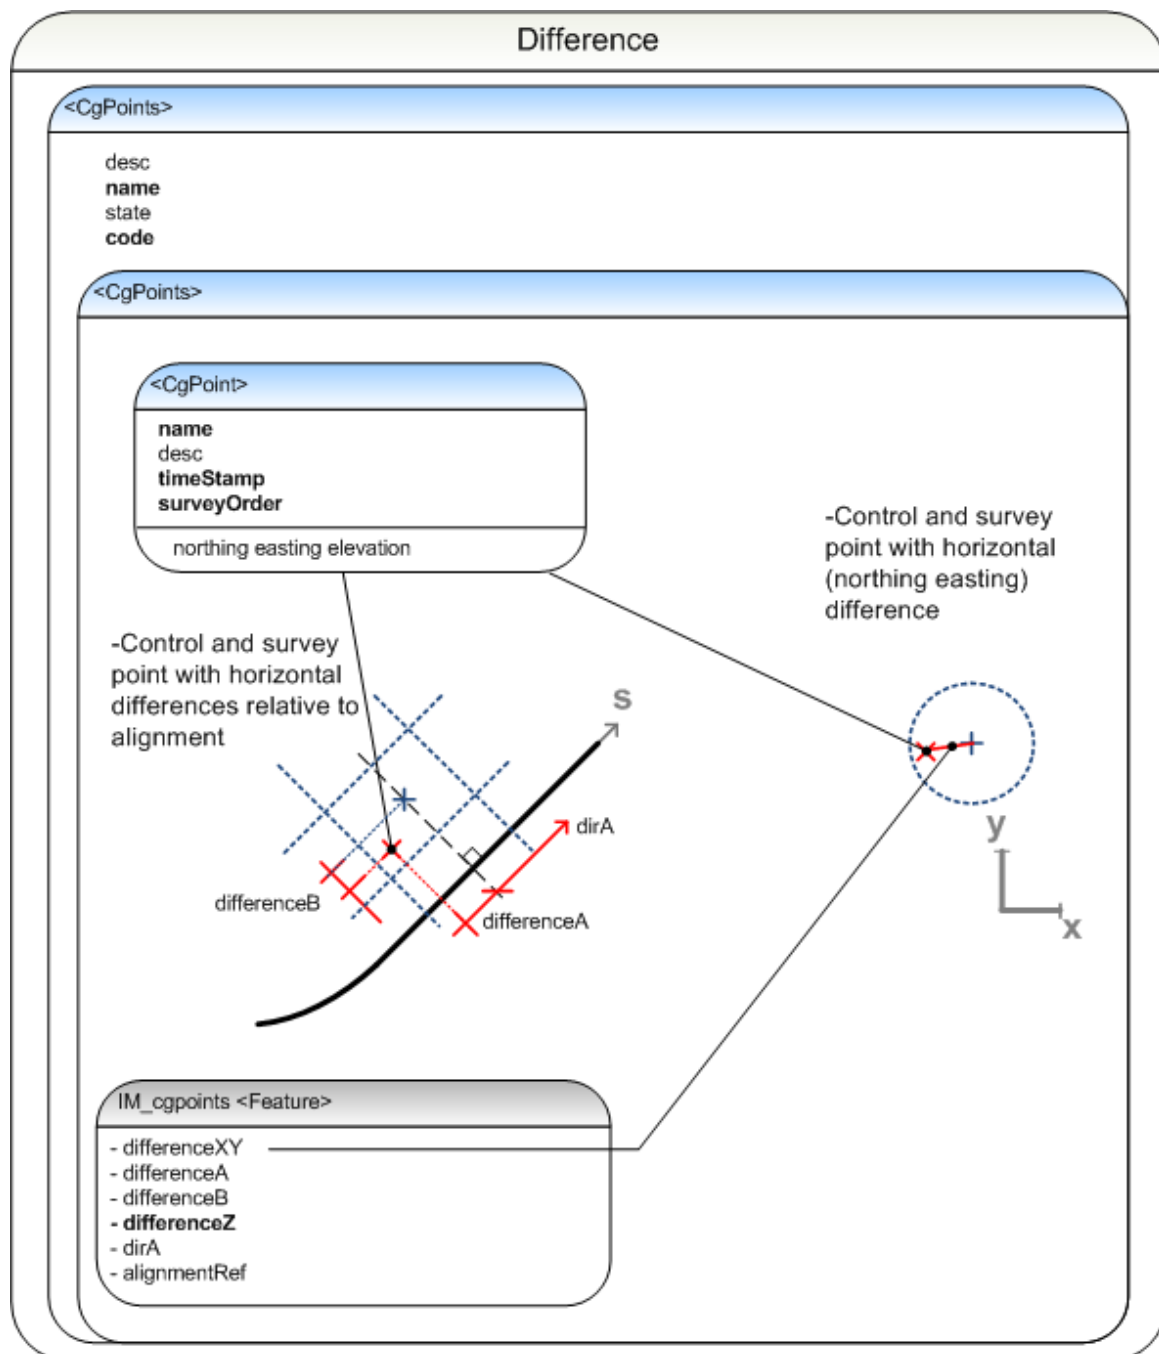 Difference
<CgPoints>
desc
name
state
code
<CgPoints>
<CgPoint>
name
desc
timeStamp
surveyOrder
northing easting elevation
-Control and survey
point with horizontal
(northing easting)
difference
-Control and survey
point with horizontal
differences relative to
alignment
s
dirA
differenceB
differenceA
y
x
IM_cgpoints <Feature>
- differenceXY
- differenceA
- differenceB
- differenceZ
- dirA
- alignmentRef